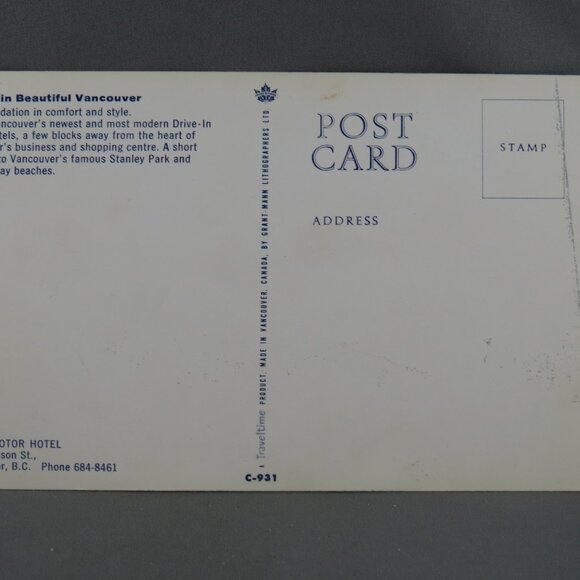 in Beautiful Vancouver
dation in comfort and style.
ancouver's newest and most modern Drive-In
tels, a few blocks away from the heart of
r's business and shopping centre. A short
to Vancouver's famous Stanley Park and
ay beaches.
OTOR HOTEL
son St.,
er, B.C. Phone 684-8461
A Traveltime PRODUCT. MADE IN VANCOUVER, CANADA, BY GRANT-MANN LITHOGRAPHERS LTD.
C-931
POST
CARD
ADDRESS
STAMP